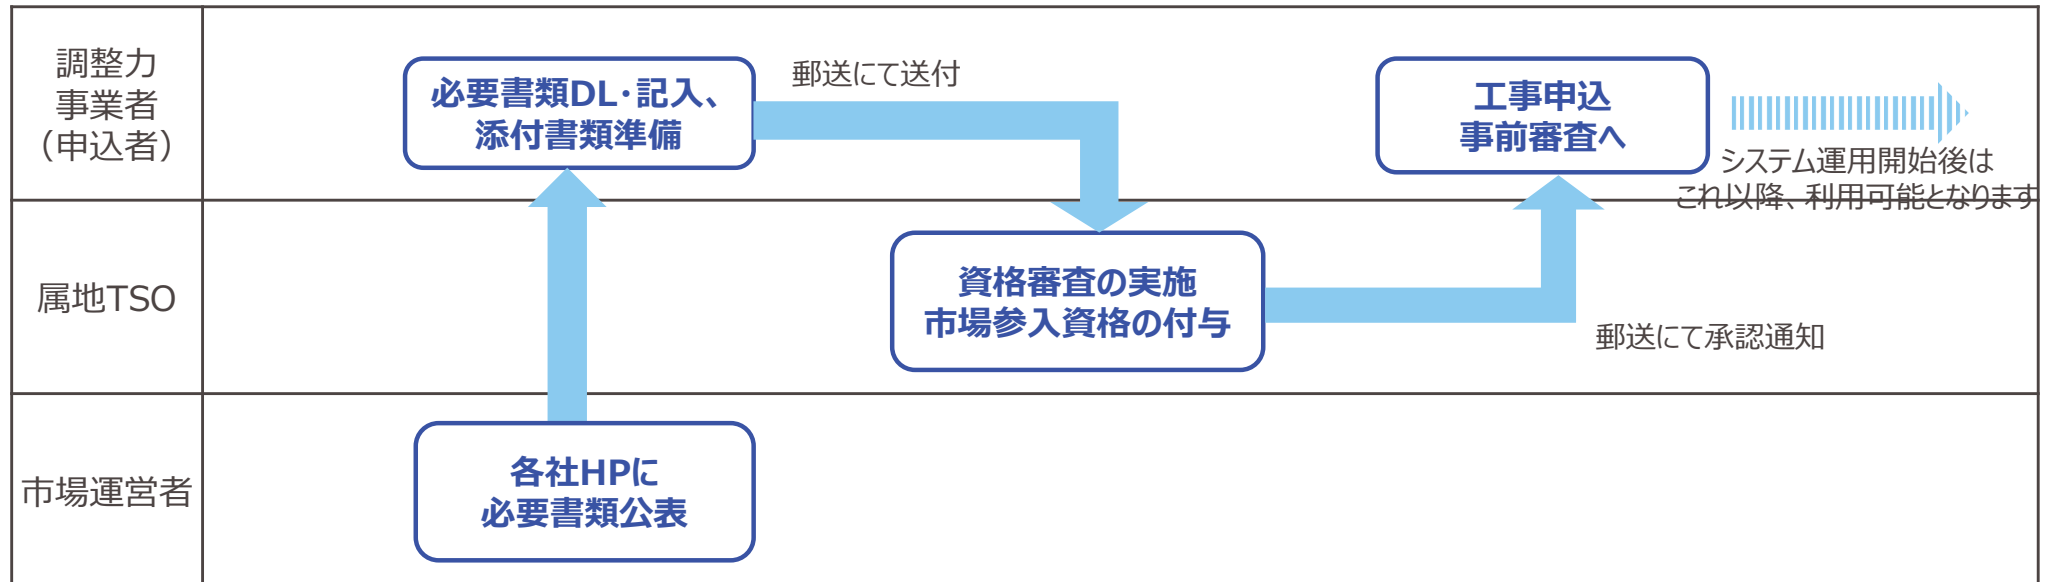 調整力
事業者
（申込者）
必要書類DL・記入、
添付書類準備
郵送にて送付
工事申込
事前審査へ
システム運用開始後は
これ以降、利用可能となります
属地TSO
資格審査の実施
市場参入資格の付与
郵送にて承認通知
市場運営者
各社HPに
必要書類公表